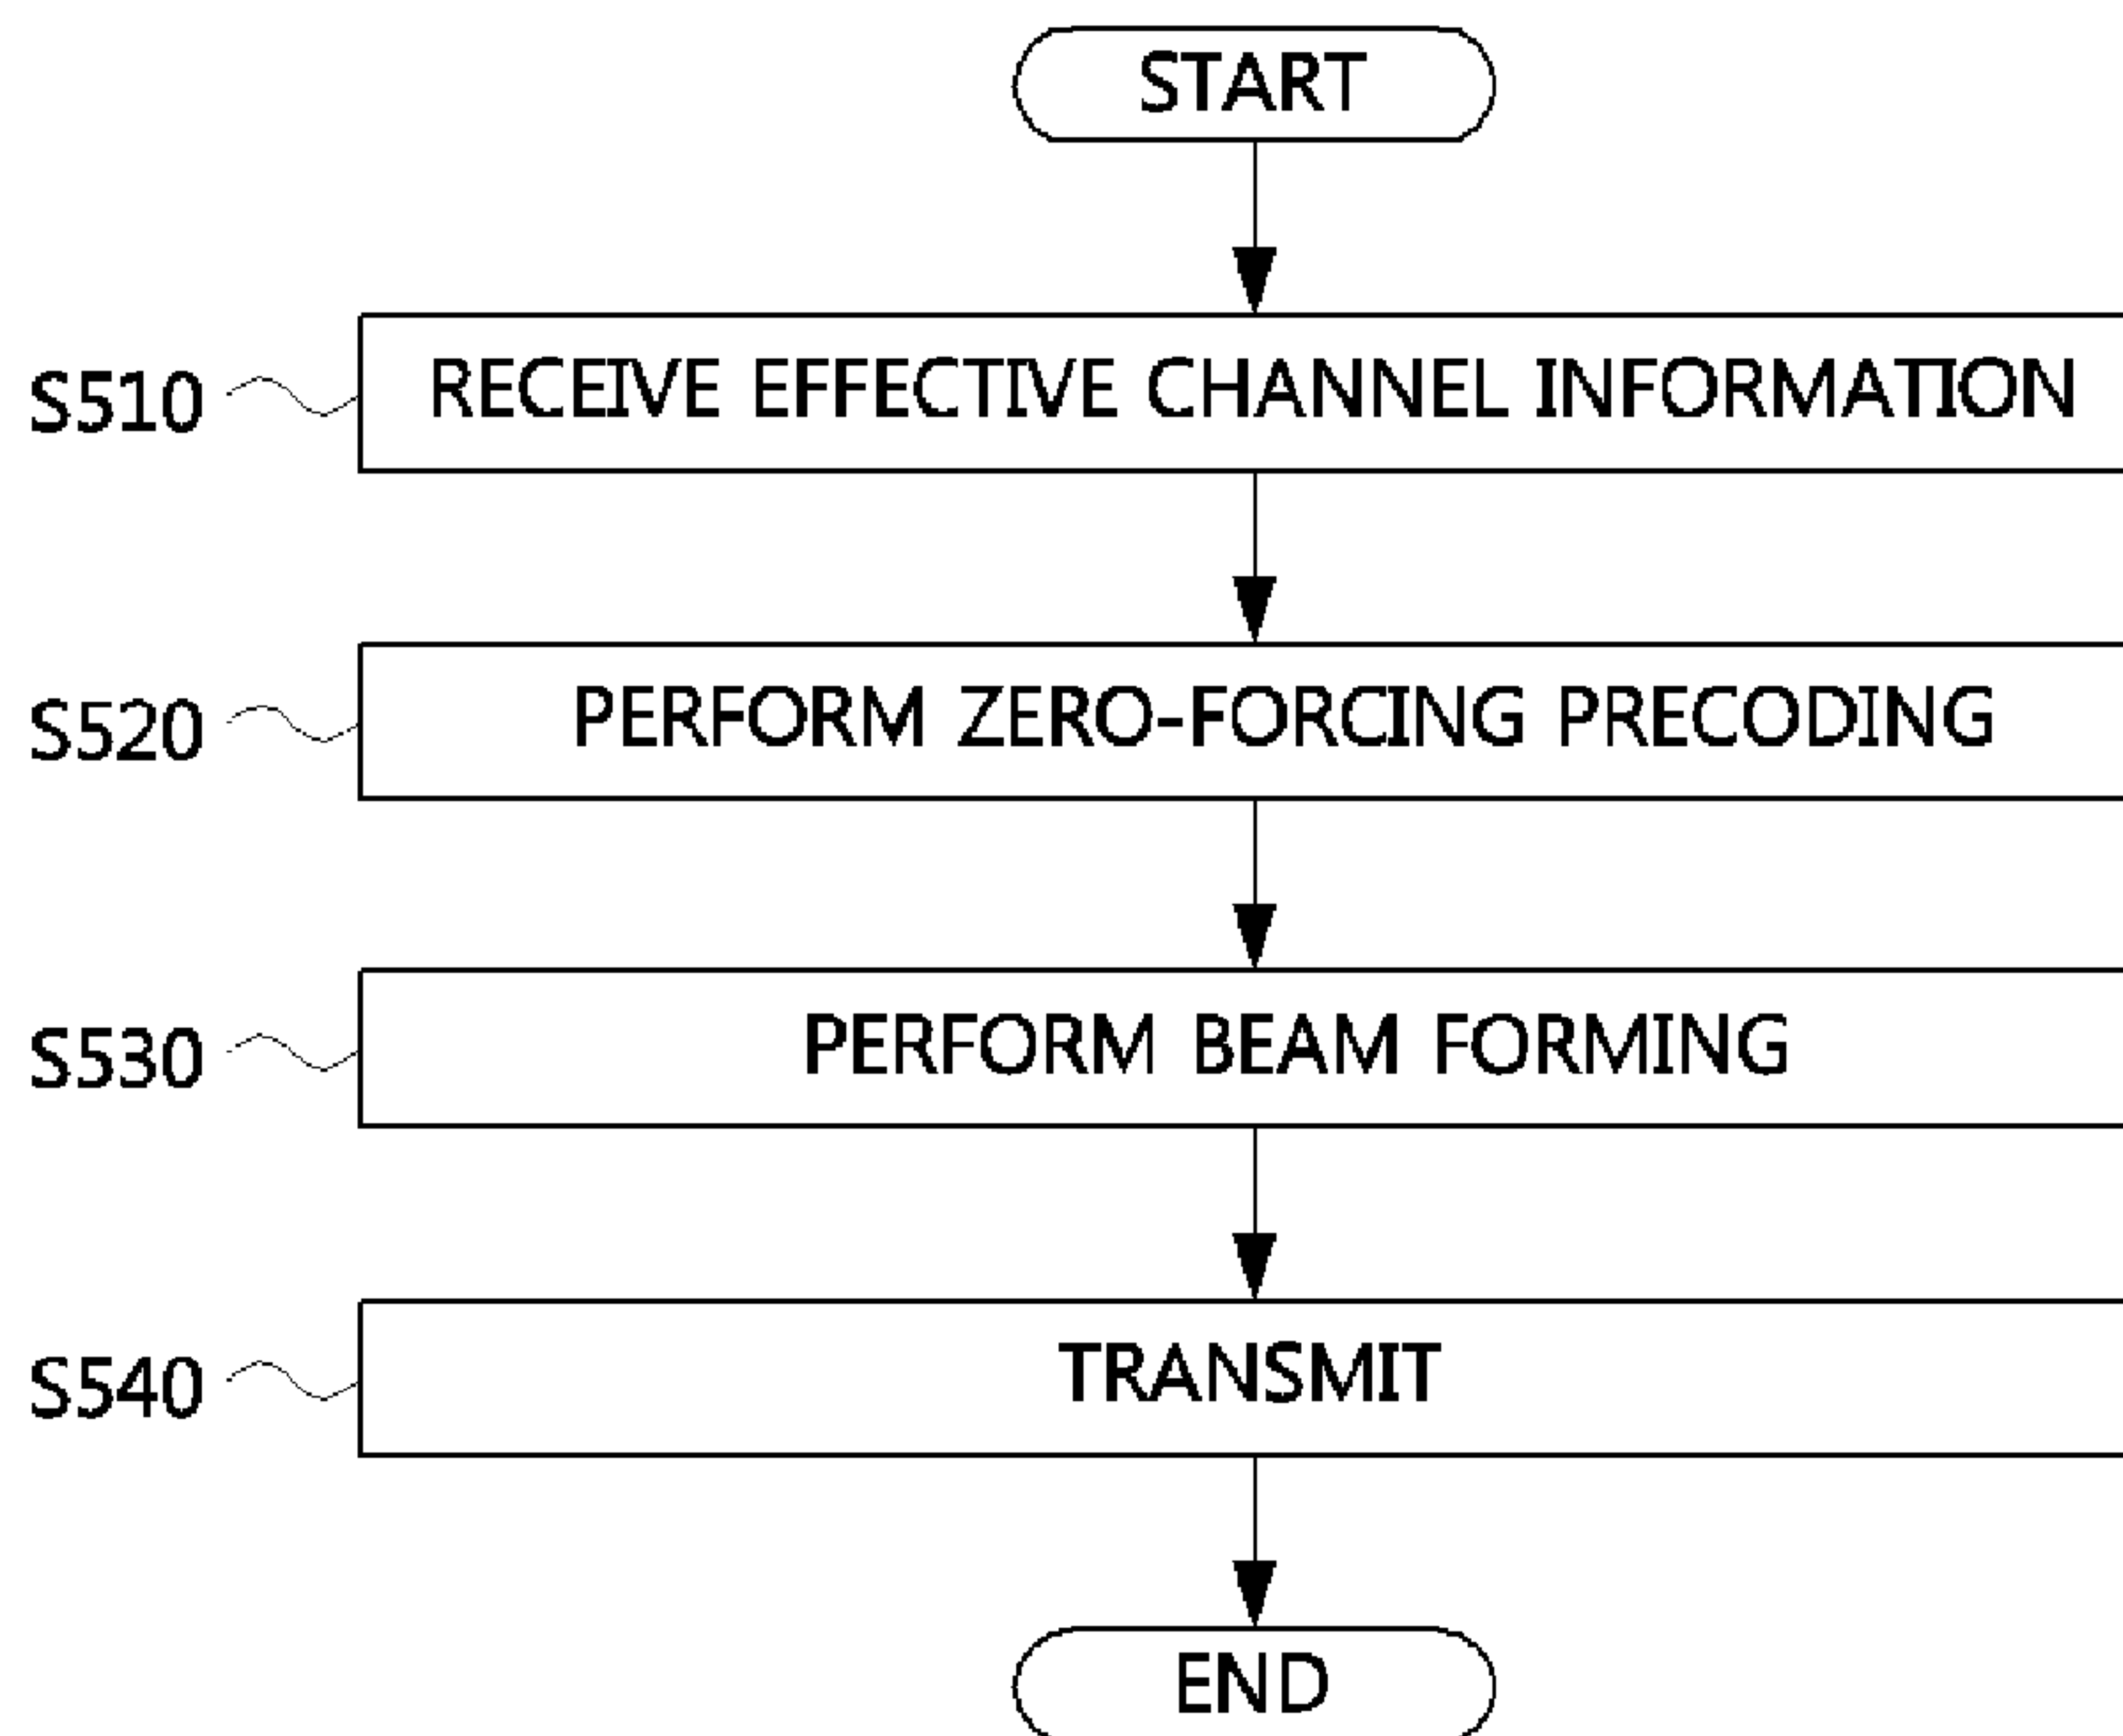 START
S510 RECEIVE EFFECTIVE CHANNEL INFORMATION
S520 PERFORM ZERO-FORCING PRECODING
S530 PERFORM BEAM FORMING
S540 TRANSMIT
END